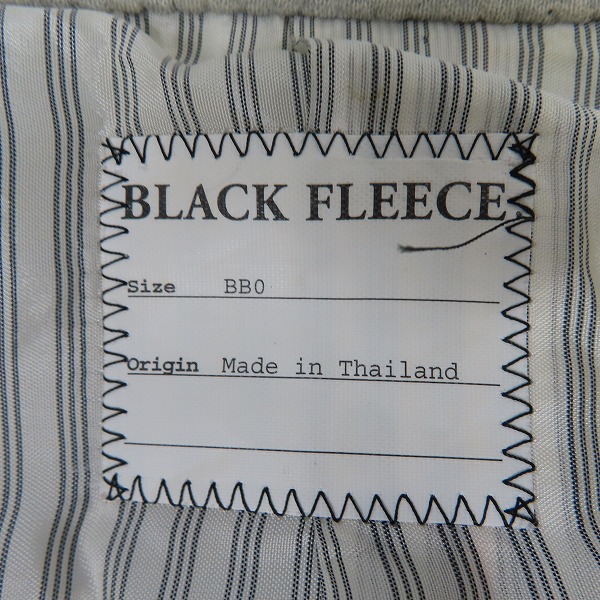 BLACK FLEECE.
Size BB0
Origin Made in Thailand